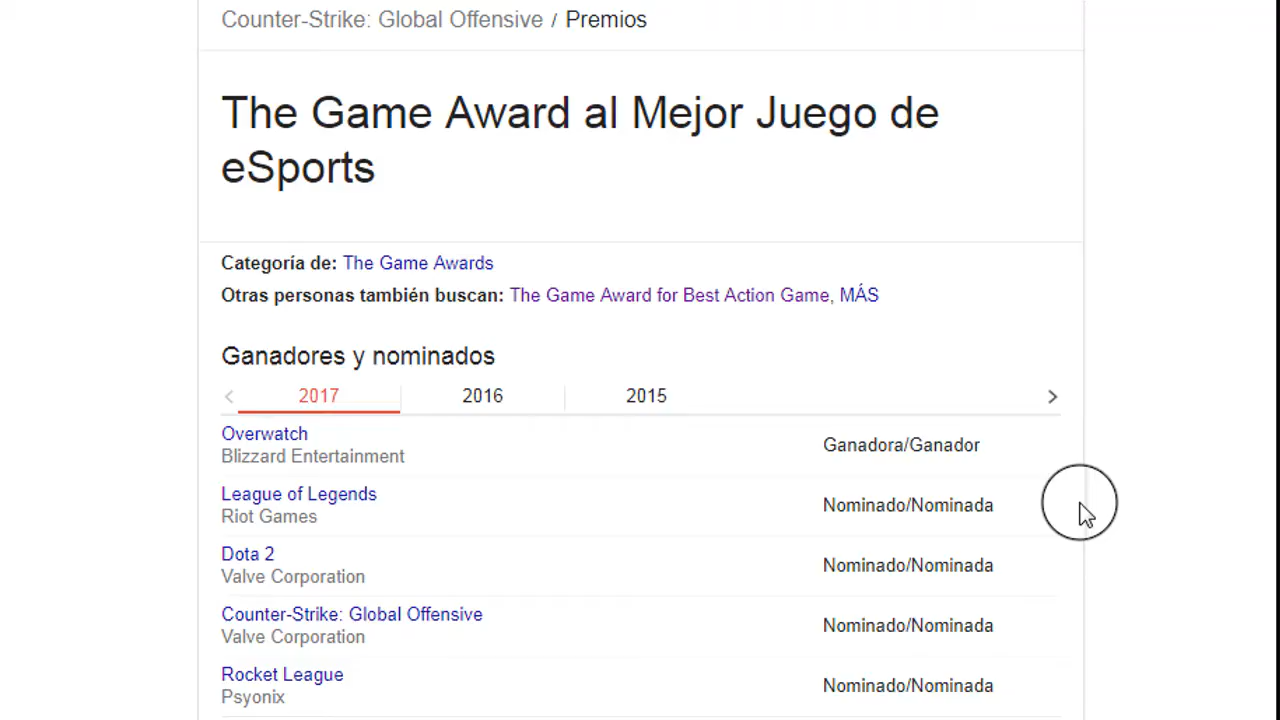 Counter-Strike: Global Offensive / Premios
The Game Award al Mejor Juego de
eSports
Categoría de: The Game Awards
Otras personas también buscan: The Game Award for Best Action Game, MÁS
Ganadores y nominados
2017 2016 2015
Overwatch
Blizzard Entertainment
Ganadora/Ganador
League of Legends
Riot Games
Nominado/Nominada
Dota 2
Valve Corporation
Nominado/Nominada
Counter-Strike: Global Offensive
Valve Corporation
Nominado/Nominada
Rocket League
Psyonix
Nominado/Nominada